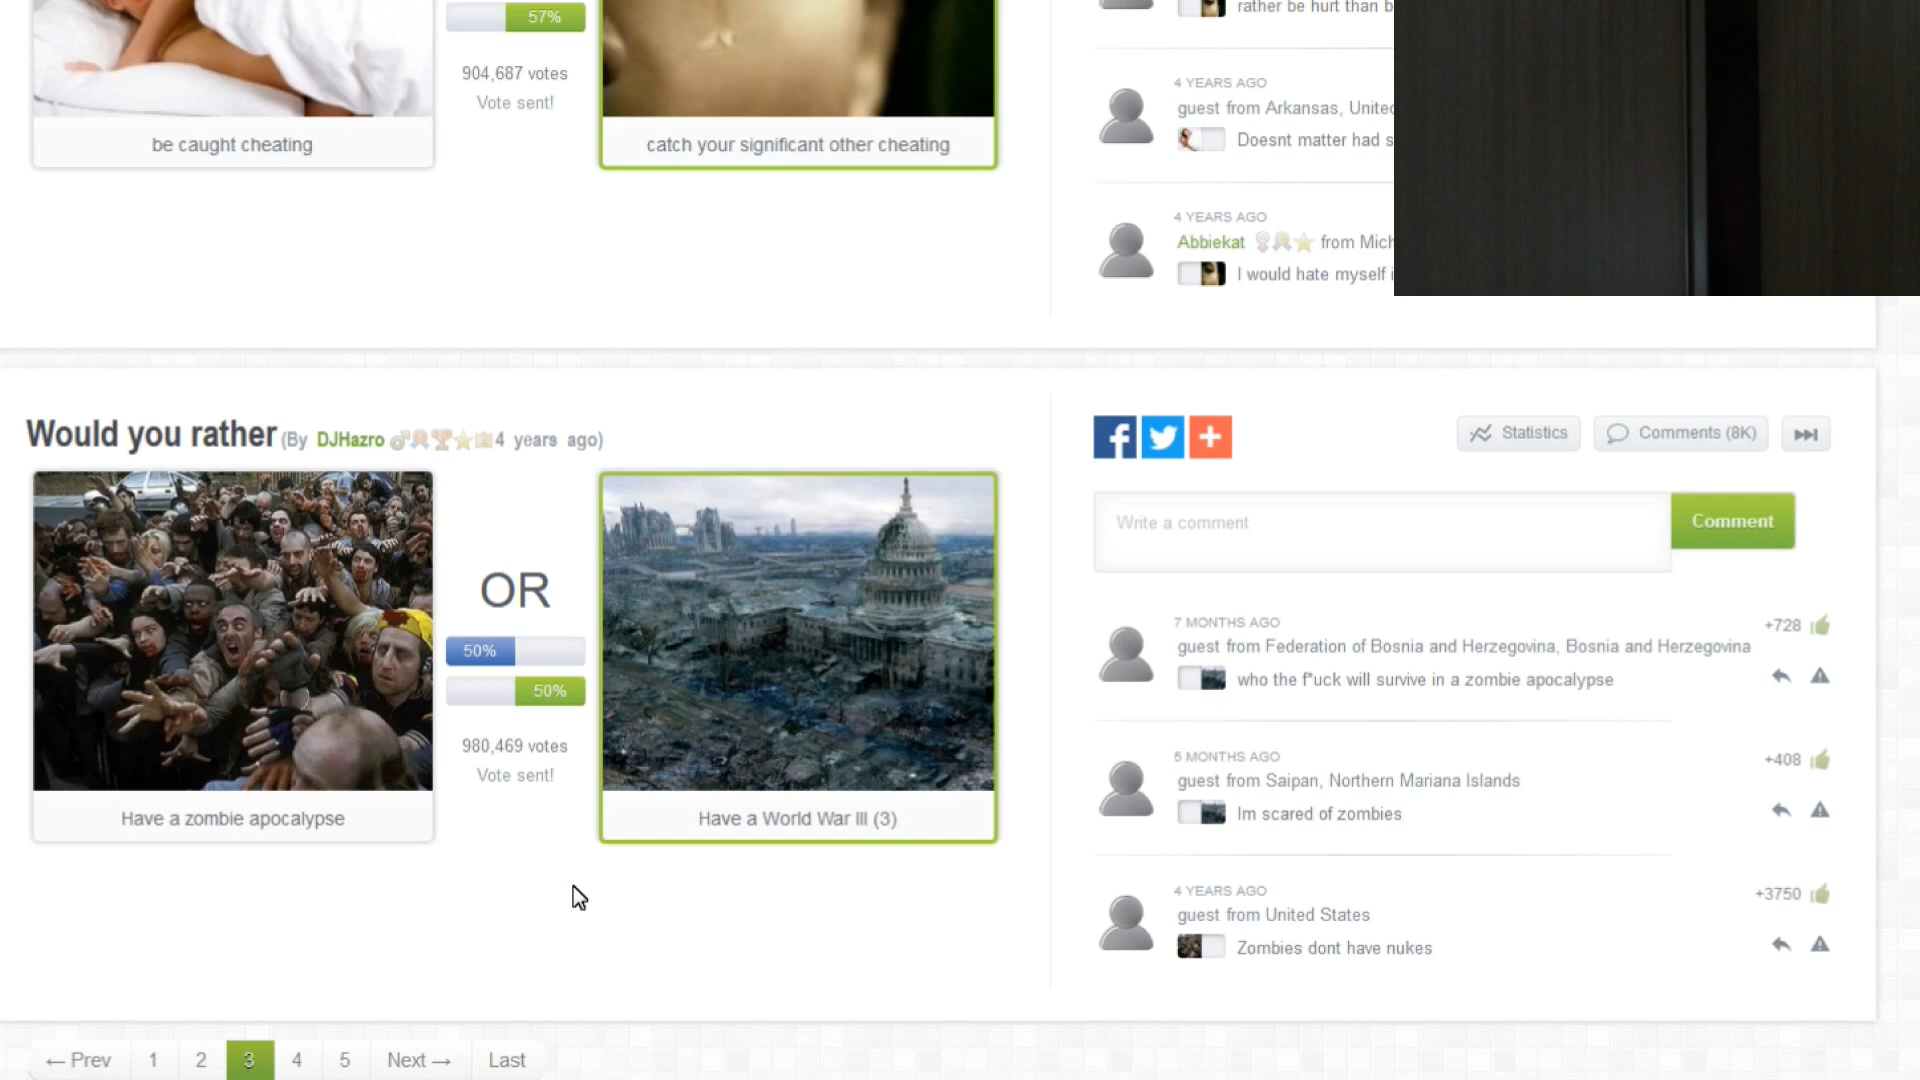 57%
904,687 votes
Vote sent!
be caught cheating
catch your significant other cheating
rather be hurt than b
4 YEARS AGO
guest from Arkansas, United
Doesnt matter had s
4 YEARS AGO
Abbiekat from Mich
I would hate myself i
Would you rather (By DJHazro 4 years ago)
OR
50%
50%
980,469 votes
Vote sent!
Have a zombie apocalypse
Have a World War III (3)
Statistics
Comments (8K)
Write a comment
Comment
7 MONTHS AGO
+728
guest from Federation of Bosnia and Herzegovina, Bosnia and Herzegovina
who the f*uck will survive in a zombie apocalypse
5 MONTHS AGO
+408
guest from Saipan, Northern Mariana Islands
Im scared of zombies
4 YEARS AGO
+3750
guest from United States
Zombies dont have nukes
← Prev 1 2 3 4 5 Next → Last